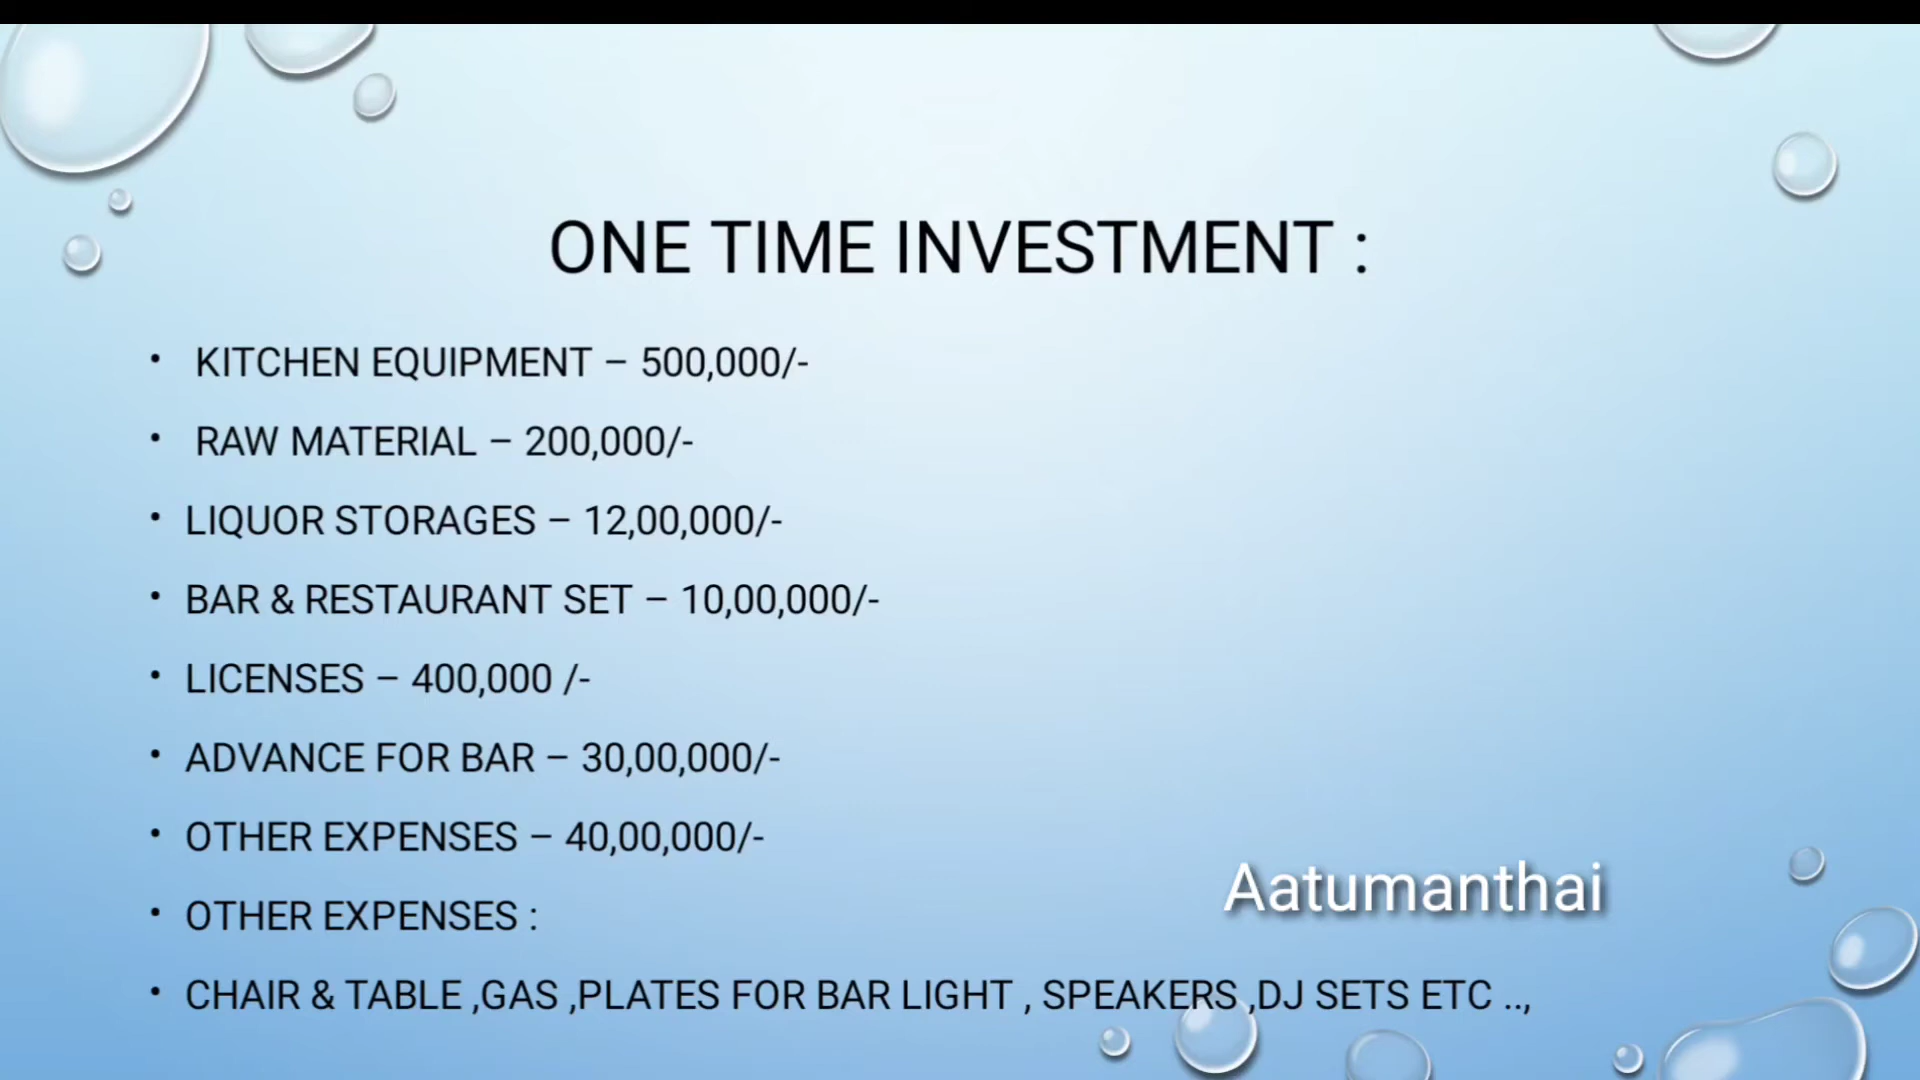 ONE TIME INVESTMENT :
• KITCHEN EQUIPMENT – 500,000/-
• RAW MATERIAL – 200,000/-
• LIQUOR STORAGES – 12,00,000/-
• BAR & RESTAURANT SET – 10,00,000/-
• LICENSES – 400,000 /-
• ADVANCE FOR BAR – 30,00,000/-
• OTHER EXPENSES – 40,00,000/-
• OTHER EXPENSES :
Aatumanthai
• CHAIR & TABLE ,GAS ,PLATES FOR BAR LIGHT , SPEAKERS ,DJ SETS ETC ..,